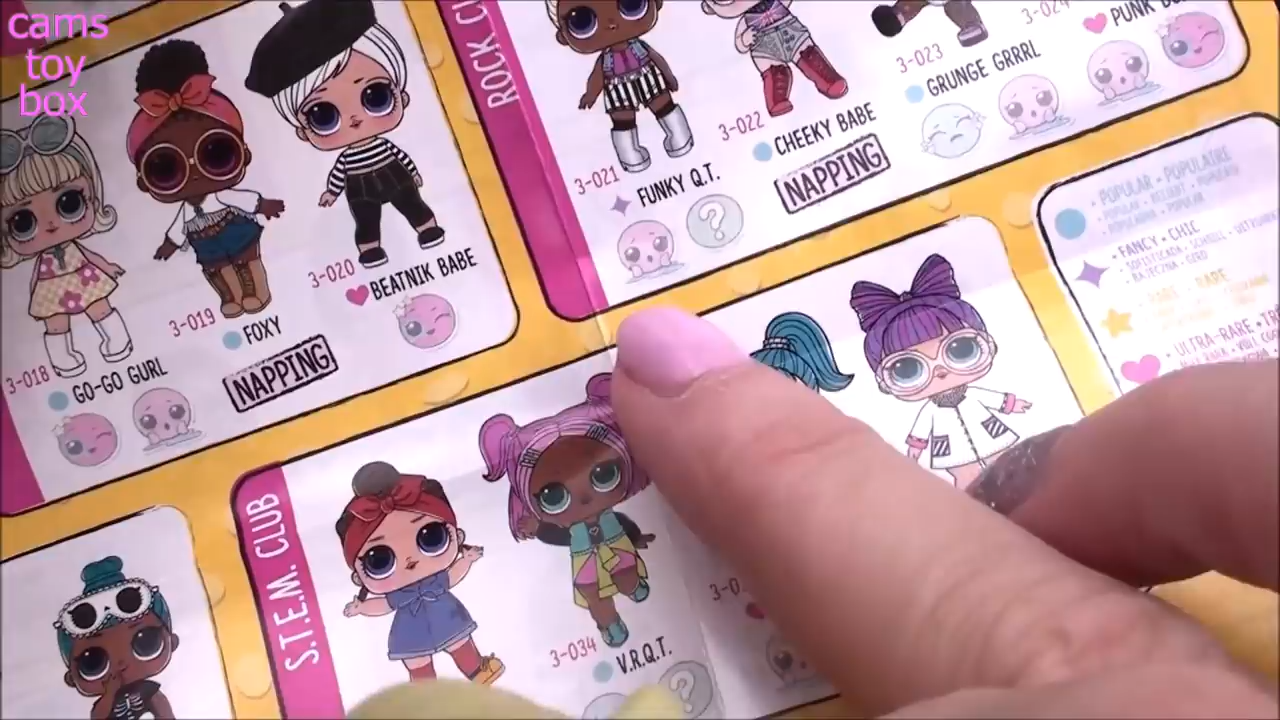 cams
toy
box
ROCK
3-018
GO-GO GURL
3-019
FOXY
NAPPING
3-020
BEATNIK BABE
3-021
FUNKY Q.T.
?
3-022
CHEEKY BABE
NAPPING
3-023
GRUNGE GRRRL
3-024
PUNK
S.T.E.M. CLUB
3-034
V.R.Q.T.
?
• POPULAR • POPULAIRE
• FANCY • CHIC
• RARE • RARE
• ULTRA-RARE •